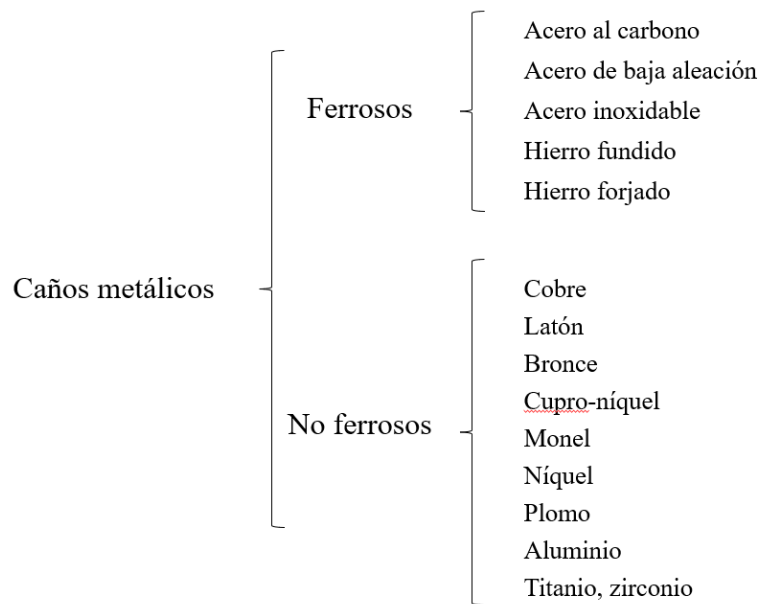 Caños metálicos
Ferrosos
Acero al carbono
Acero de baja aleación
Acero inoxidable
Hierro fundido
Hierro forjado
No ferrosos
Cobre
Latón
Bronce
Cupro-níquel
Monel
Níquel
Plomo
Aluminio
Titanio, zirconio